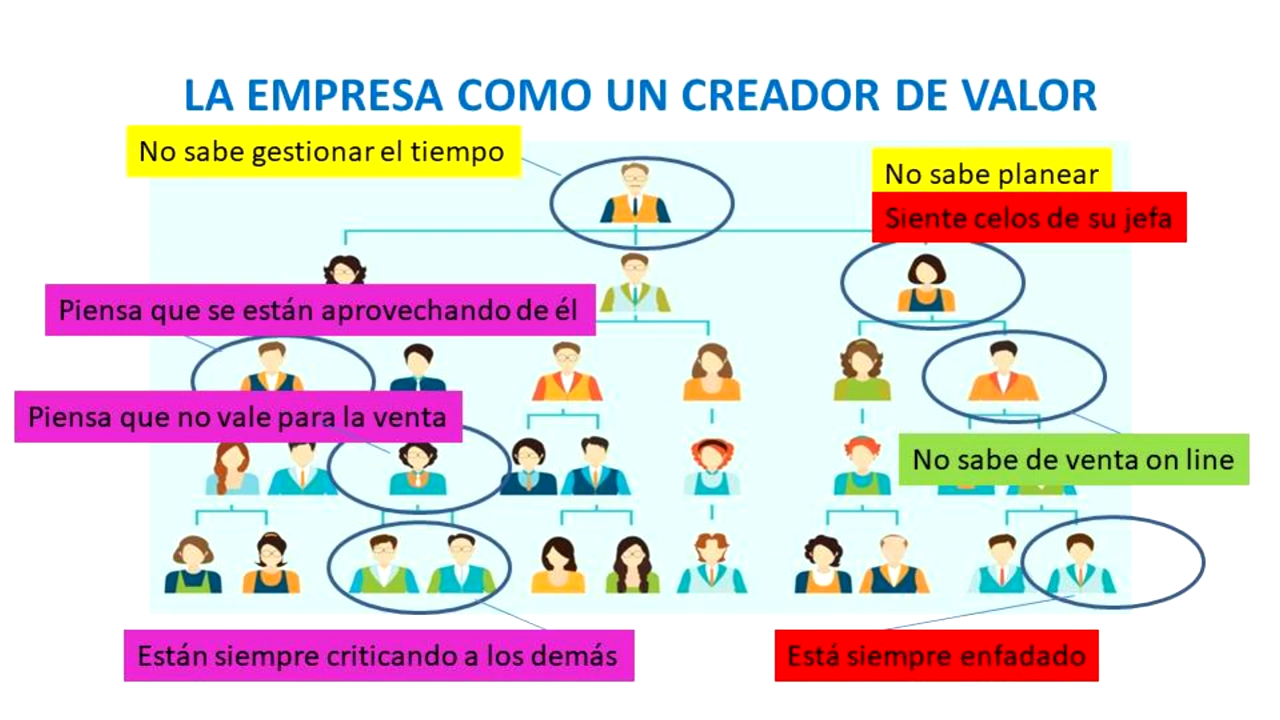 LA EMPRESA COMO UN CREADOR DE VALOR
No sabe gestionar el tiempo
No sabe planear
Siente celos de su jefa
Piensa que se están aprovechando de él
Piensa que no vale para la venta
No sabe de venta on line
Están siempre criticando a los demás
Está siempre enfadado